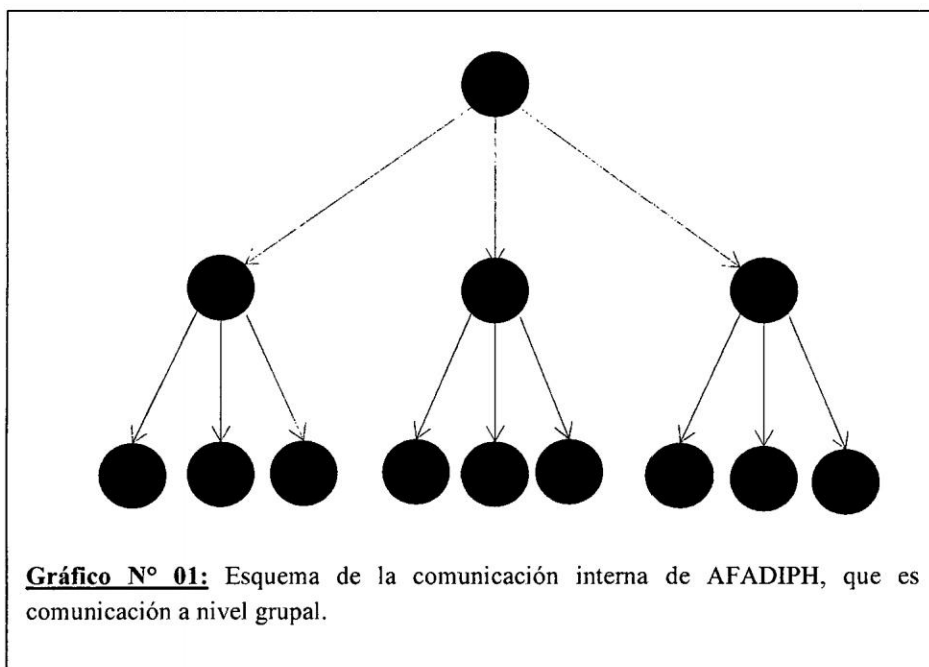 Gráfico N° 01: Esquema de la comunicación interna de AFADIPH, que es
comunicación a nivel grupal.